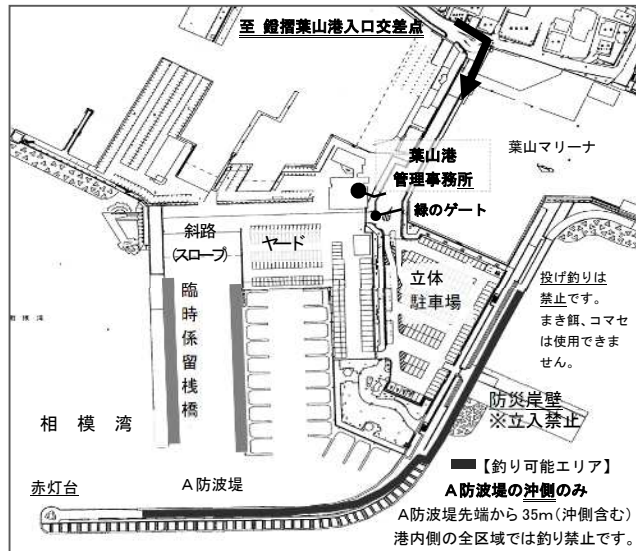 至 鐙摺葉山港入口交差点
葉山マリーナ
葉山港
管理事務所
緑のゲート
斜路
(スロープ)
ヤード
立体
駐車場
臨時係留桟橋
投げ釣りは
禁止です。
まき餌、コマセ
は使用できま
せん。
相模湾
相模湾
防災岸壁
※立入禁止
赤灯台
A防波堤
【釣り可能エリア】
A防波堤の沖側のみ
A防波堤先端から35m(沖側含む)
港内側の全区域では釣り禁止です。